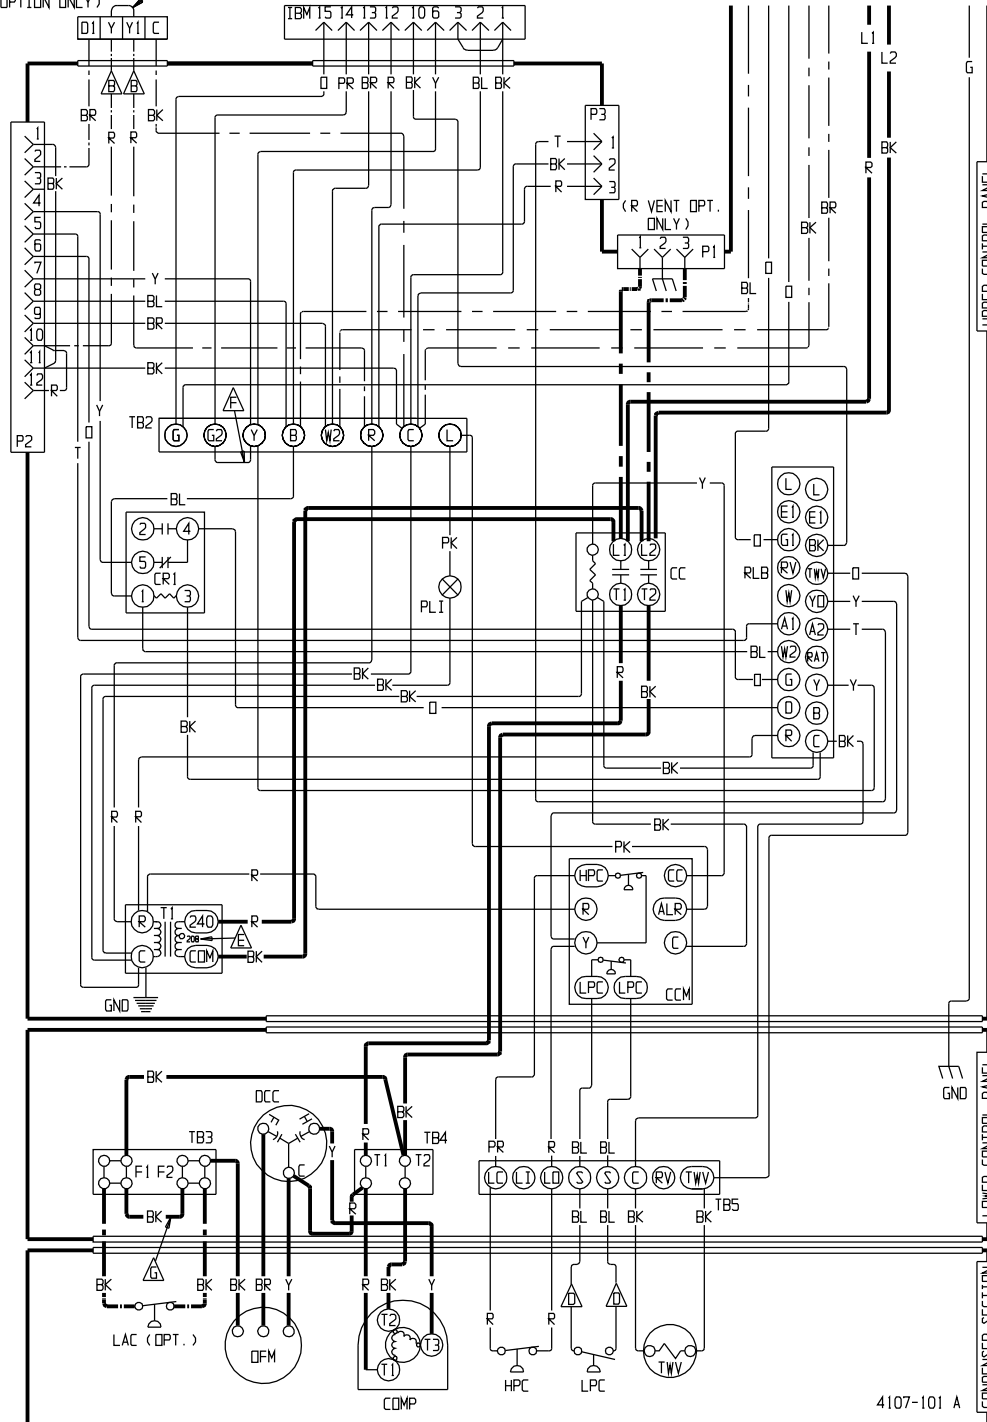 OPTION ONLY)
O1 Y Y1 C
IBM 15 14 13 12 10 6 3 2 1
L1
L2
G
B B
O PR BR R BK Y BL BK
BR R R BK
P3
T 1
BK 2
R 3
BK
R
1
2
3 BK
4
5
6
7
8
9
10
11
12 R
P2
(R VENT OPT.
ONLY)
1 2 3 P1
BR
BK
O
O
BL
Y
BL
BR
BK
Y O T
F
TB2 G G2 Y B W2 R C L
BL
2 4
5
CR1
1 3
PK
PLI
Y
L1 L2
CC
T1 T2
RLB
L L
E1 E1
O G1 BK
RV TWV O
W YO Y
A1 A2 T
BL W2 RAT
O G Y Y
O B
R C BK
BK
BK
BK
O
R BK
BK
BK
BK
PK
R R
R
HPC CC
R ALR
Y C
LPC LPC
CCM
T1
R 240 R
208 E
C COM BK
GND
GND
UPPER CONTROL PANEL
LOWER CONTROL PANEL
CONDENSER SECTION
BK
OCC
F H
C
Y
TB3
F1 F2
BK
G
R BK
TB4
T1 T2
R
PR R BL BL
LC LI LO S S C RV TWV
TB5
BL BL BK BK
BK BK BK BR Y R BK Y
LAC (OPT.)
OFM
T2
T3
T1
COMP
R R
D D
HPC
LPC
TWV
4107-101 A